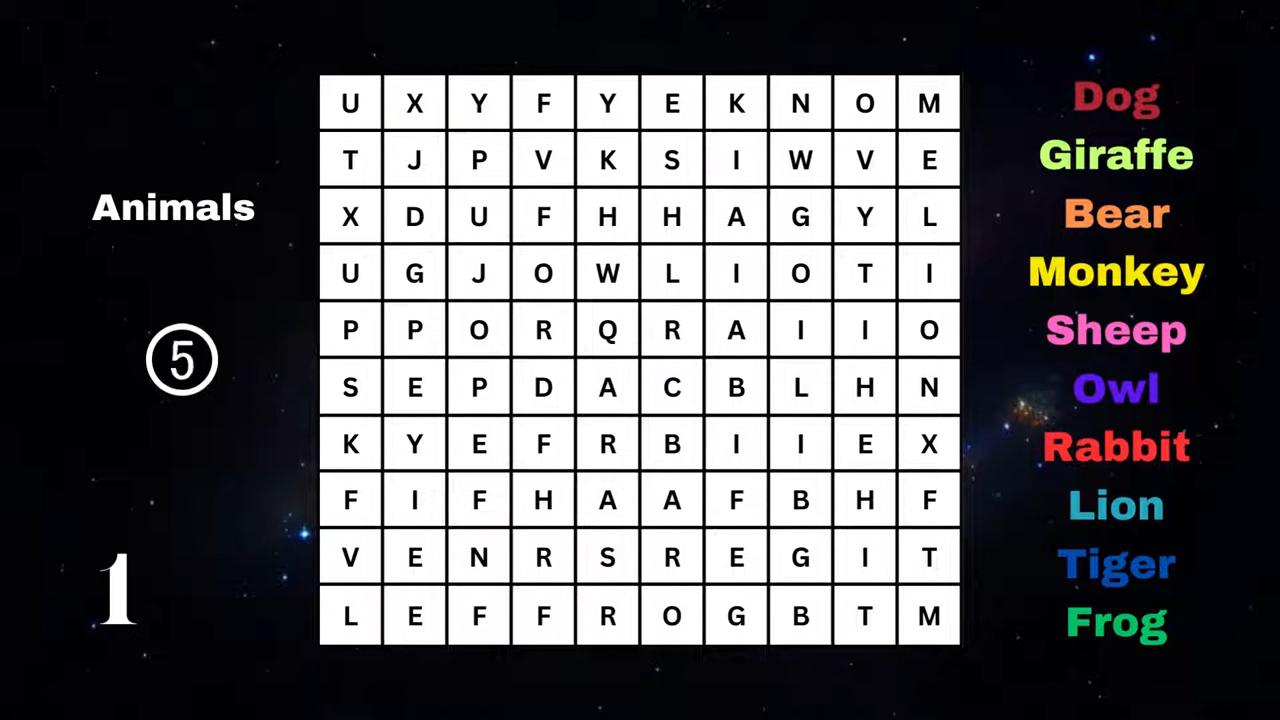 Animals
⑤
1
U X Y F Y E K N O M
T J P V K S I W V E
X D U F H H A G Y L
U G J O W L I O T I
P P O R Q R A I I O
S E P D A C B L H N
K Y E F R B I I E X
F I F H A A F B H F
V E N R S R E G I T
L E F F R O G B T M
Dog
Giraffe
Bear
Monkey
Sheep
Owl
Rabbit
Lion
Tiger
Frog